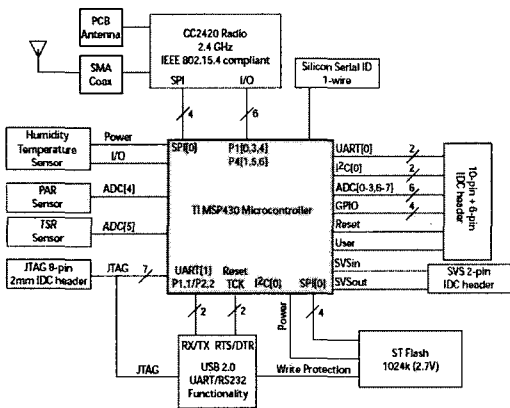 PCB
Antenna
SMA
Coax
CC2420 Radio
2.4 GHz
IEEE 802.15.4 compliant
SPI
I/O
Silicon Serial ID
1-wire
4
6
Humidity
Temperature
Sensor
Power
I/O
SPI[0]
P1[0,3,4]
P4[1,5,6]
PAR
Sensor
ADC[4]
TSR
Sensor
ADC[5]
TI MSP430 Microcontroller
UART[0]
2
I²C[0]
2
ADC[0-3,6-7]
6
GPIO
4
Reset
User
10-pin + 6-pin
IDC header
SVSin
SVSout
SVS 2-pin
IDC header
JTAG 8-pin
2mm IDC header
JTAG
7
UART[1]
P1.1/P2.2
Reset
TCK
I²C[0]
SPI[0]
2
2
Power
4
RX/TX
RTS/DTR
USB 2.0
UART/RS232
Functionality
JTAG
Write Protection
ST Flash
1024k (2.7V)